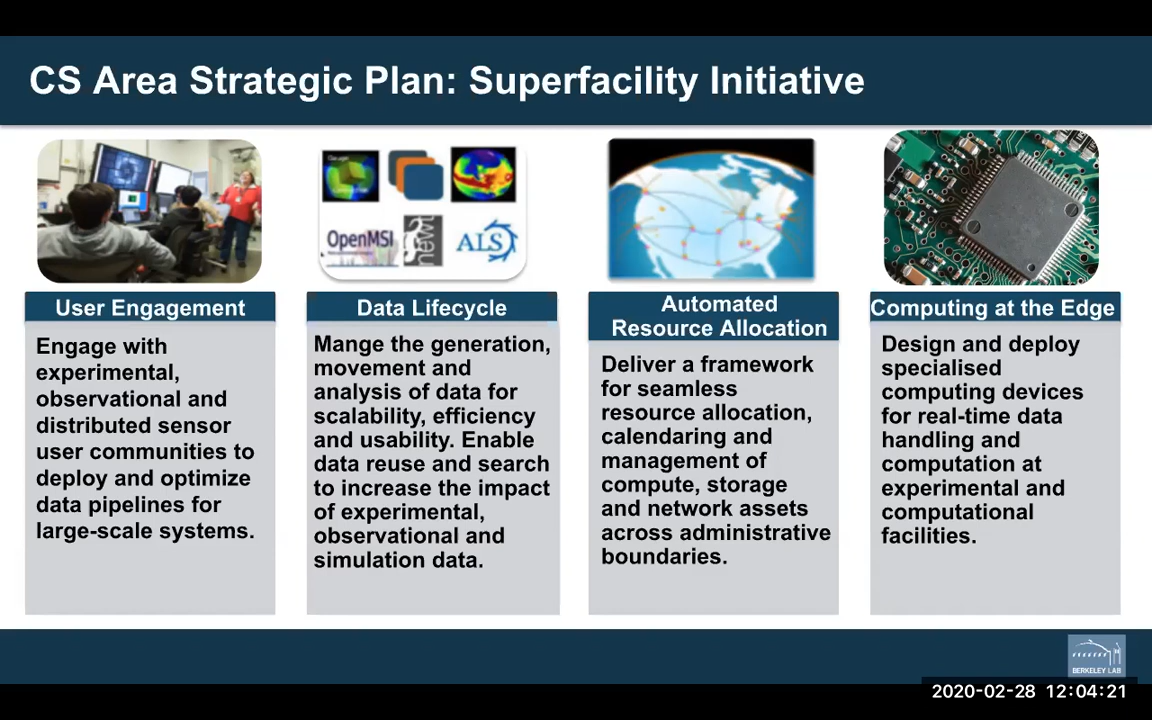 CS Area Strategic Plan: Superfacility Initiative
OpenMSI
newt
ALS
User Engagement
Engage with
experimental,
observational and
distributed sensor
user communities to
deploy and optimize
data pipelines for
large-scale systems.
Data Lifecycle
Mange the generation,
movement and
analysis of data for
scalability, efficiency
and usability. Enable
data reuse and search
to increase the impact
of experimental,
observational and
simulation data.
Automated
Resource Allocation
Deliver a framework
for seamless
resource allocation,
calendaring and
management of
compute, storage
and network assets
across administrative
boundaries.
Computing at the Edge
Design and deploy
specialised
computing devices
for real-time data
handling and
computation at
experimental and
computational
facilities.
BERKELEY LAB
2020-02-28 12:04:21